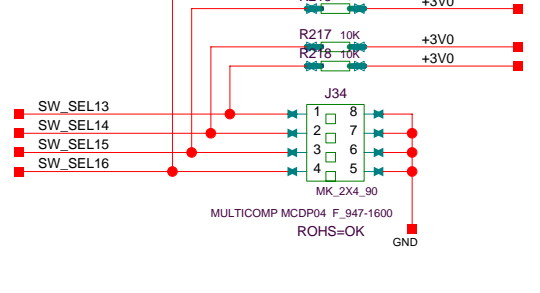 +3V0
R217 10K
+3V0
R218 10K
+3V0
J34
SW_SEL13
1 8
SW_SEL14
2 7
SW_SEL15
3 6
SW_SEL16
4 5
MK_2X4_90
MULTICOMP MCDP04 F_947-1600
ROHS=OK
GND